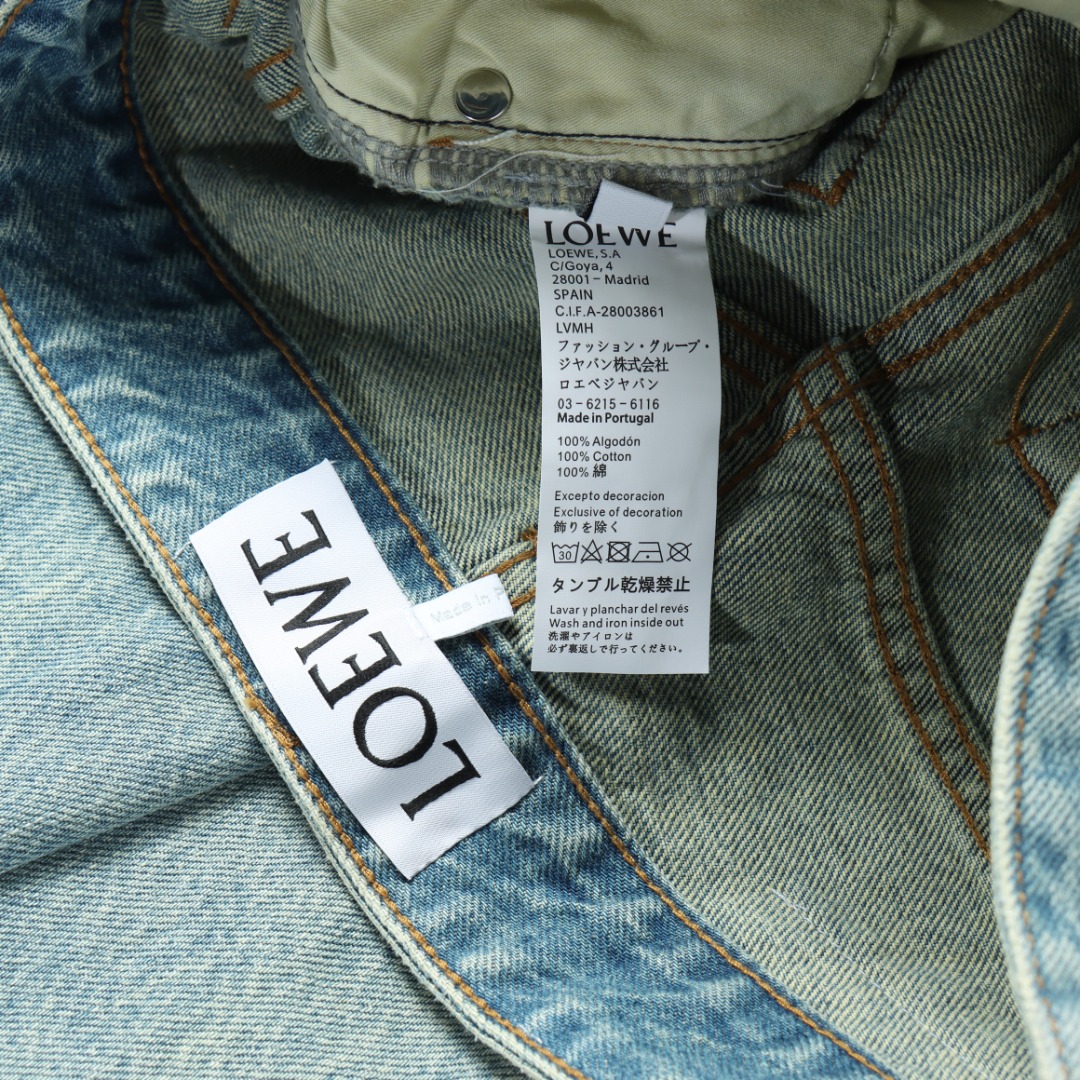 LOEWE
LOEWE,S.A
C/Goya,4
28001-Madrid
SPAIN
C.I.F.A-28003861
LVMH
ファッション・グループ・
ジャパン株式会社
ロエベジャパン
03-6215-6116
Made in Portugal
100% Algodón
100% Cotton
100% 綿
Excepto decoracion
Exclusive of decoration
飾りを除く
30
タンブル乾燥禁止
Lavar y planchar del revés
Wash and iron inside out
洗濯やアイロンは
必ず裏返しで行ってください。
LOEWE
Made in P